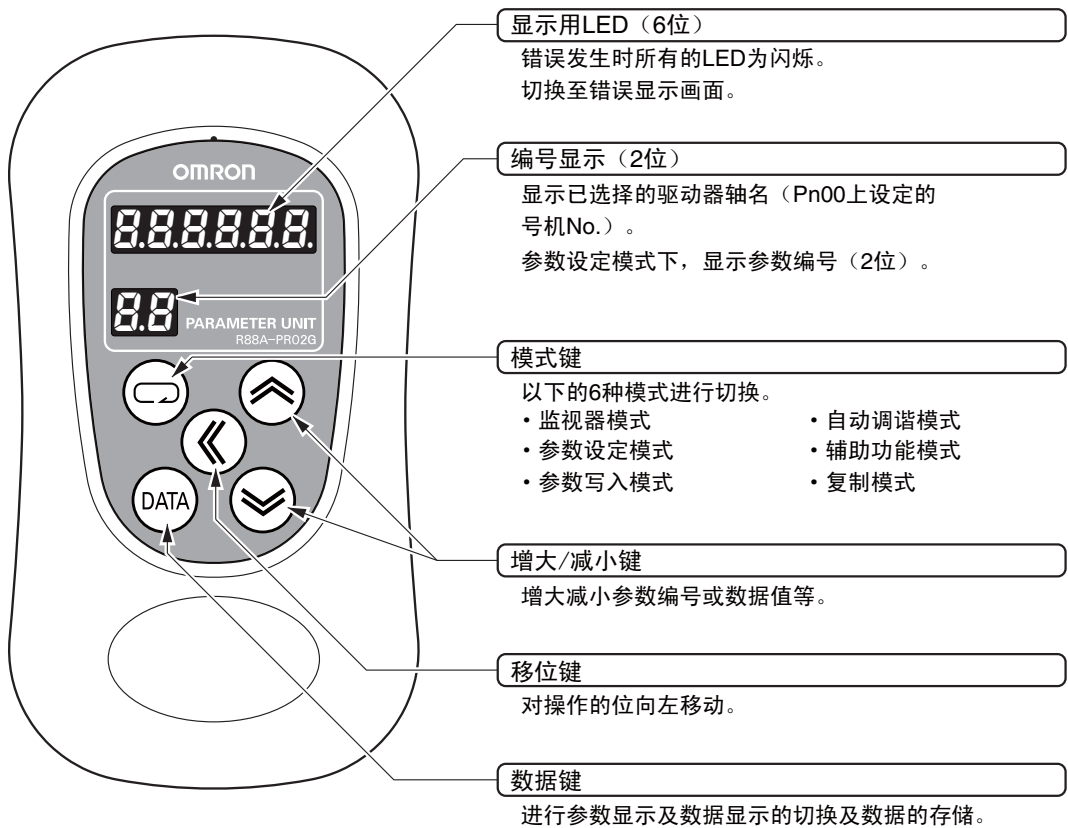 显示用LED（6位）
错误发生时所有的LED为闪烁。
切换至错误显示画面。
编号显示（2位）
显示已选择的驱动器轴名（Pn00上设定的
号机No.）。
参数设定模式下，显示参数编号（2位）。
模式键
以下的6种模式进行切换。
・监视器模式 ・自动调谐模式
・参数设定模式 ・辅助功能模式
・参数写入模式 ・复制模式
增大/减小键
增大减小参数编号或数据值等。
移位键
对操作的位向左移动。
数据键
进行参数显示及数据显示的切换及数据的存储。
OMRON
8.8.8.8.8.8.
8.8
PARAMETER UNIT
R88A-PR02G
DATA